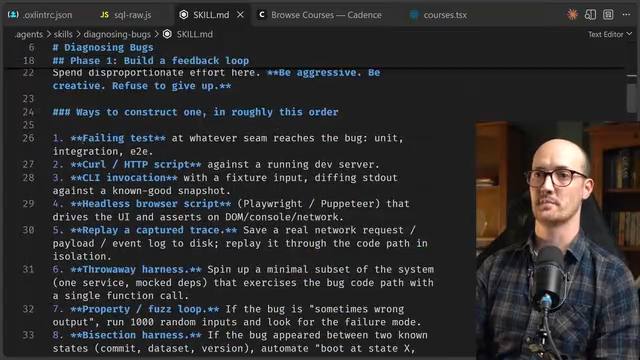 .oxlintrc.json
JS sql-raw.js
SKILL.md
Browse Courses – Cadence
courses.tsx
.agents > skills > diagnosing-bugs > SKILL.md
Text Editor
6 # Diagnosing Bugs
18 ## Phase 1: Build a feedback loop
22 Spend disproportionate effort here. **Be aggressive. Be
creative. Refuse to give up.**
23
24 ### Ways to construct one, in roughly this order
25
26 1. **Failing test** at whatever seam reaches the bug: unit,
integration, e2e.
27 2. **Curl / HTTP script** against a running dev server.
28 3. **CLI invocation** with a fixture input, diffing stdout
against a known-good snapshot.
29 4. **Headless browser script** (Playwright / Puppeteer) that
drives the UI and asserts on DOM/console/network.
30 5. **Replay a captured trace.** Save a real network request /
payload / event log to disk; replay it through the code path in
isolation.
31 6. **Throwaway harness.** Spin up a minimal subset of the system
(one service, mocked deps) that exercises the bug code path with
a single function call.
32 7. **Property / fuzz loop.** If the bug is "sometimes wrong
output", run 1000 random inputs and look for the failure mode.
33 8. **Bisection harness.** If the bug appeared between two known
states (commit, dataset, version), automate "boot at state X,